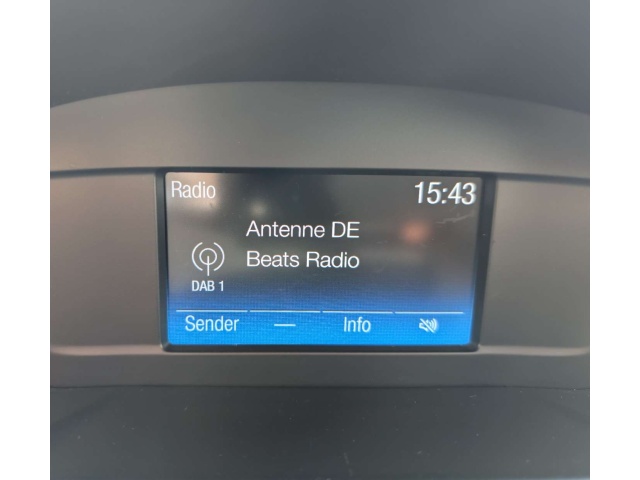 Radio 15:43
Antenne DE
Beats Radio
DAB 1
Sender — Info